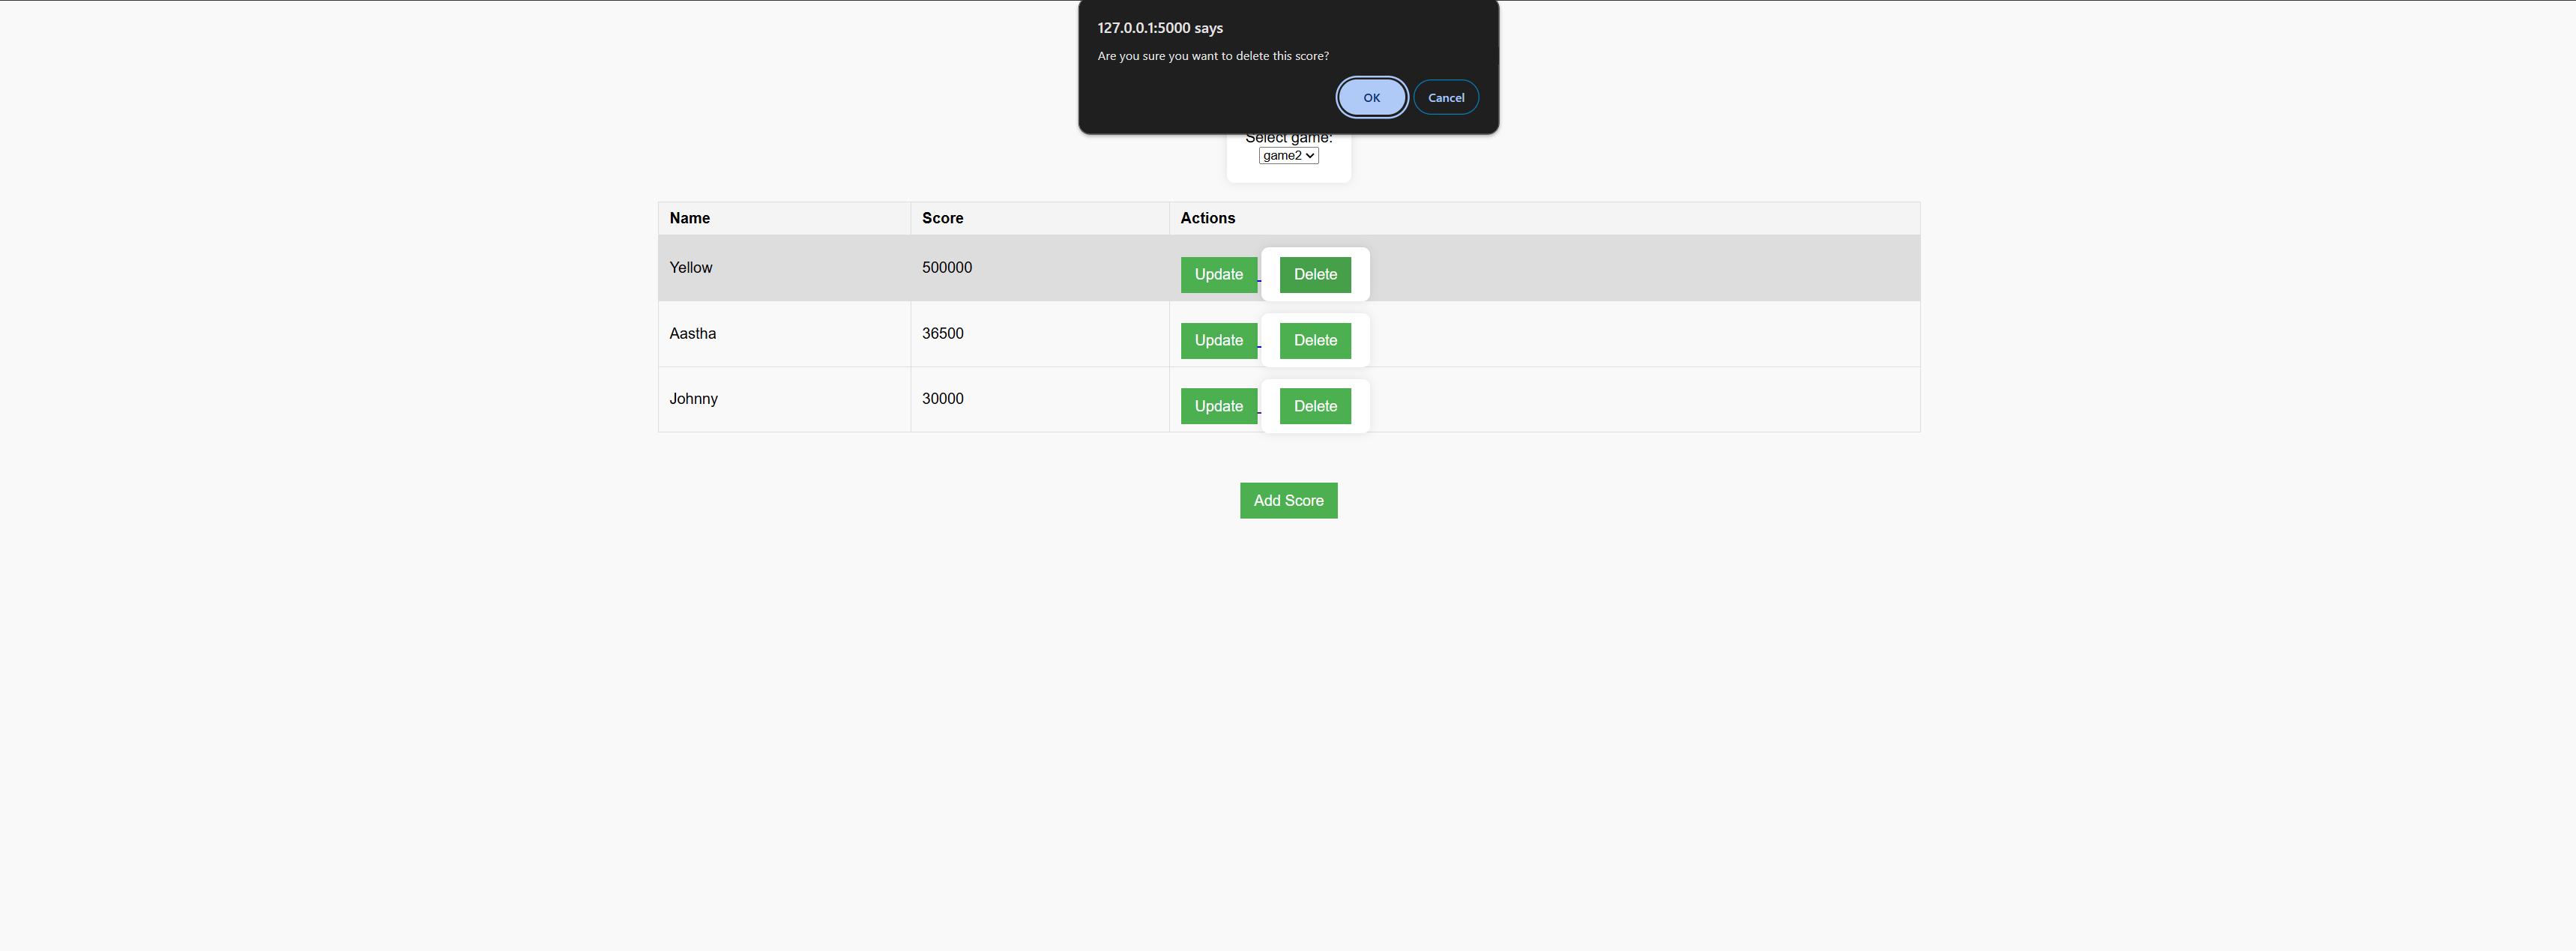 127.0.0.1:5000 says
Are you sure you want to delete this score?
OK Cancel
Select game:
game2
Name Score Actions
Yellow 500000 Update Delete
Aastha 36500 Update Delete
Johnny 30000 Update Delete
Add Score